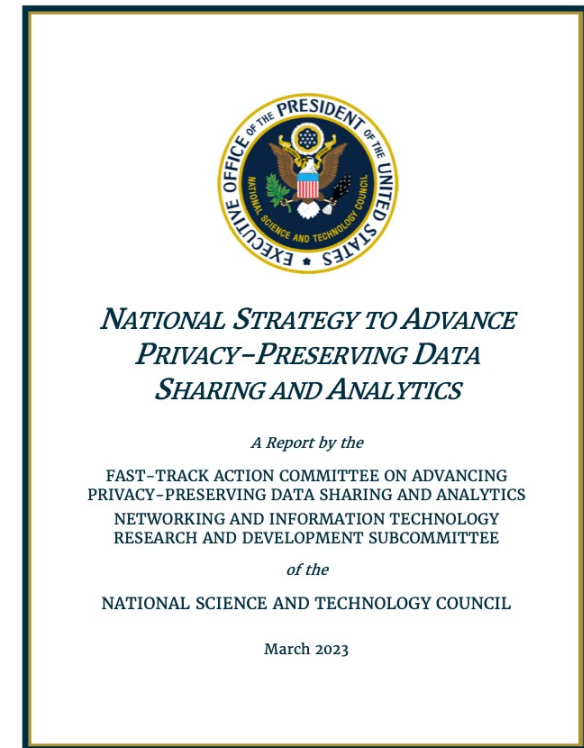 EXECUTIVE OFFICE OF THE PRESIDENT OF THE UNITED STATES
NATIONAL SCIENCE AND TECHNOLOGY COUNCIL
NATIONAL STRATEGY TO ADVANCE
PRIVACY-PRESERVING DATA
SHARING AND ANALYTICS
A Report by the
FAST-TRACK ACTION COMMITTEE ON ADVANCING
PRIVACY-PRESERVING DATA SHARING AND ANALYTICS
NETWORKING AND INFORMATION TECHNOLOGY
RESEARCH AND DEVELOPMENT SUBCOMMITTEE
of the
NATIONAL SCIENCE AND TECHNOLOGY COUNCIL
March 2023